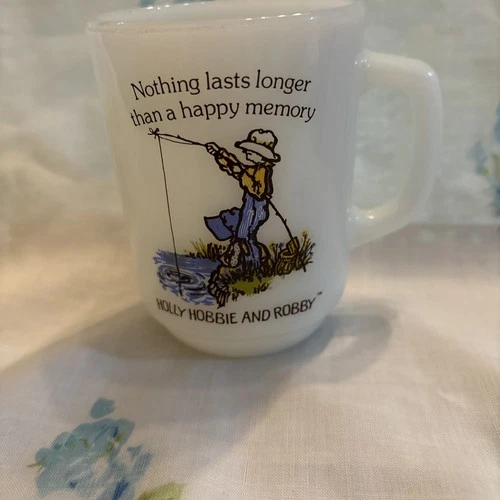 Nothing lasts longer
than a happy memory
HOLLY HOBBIE AND ROBBY™